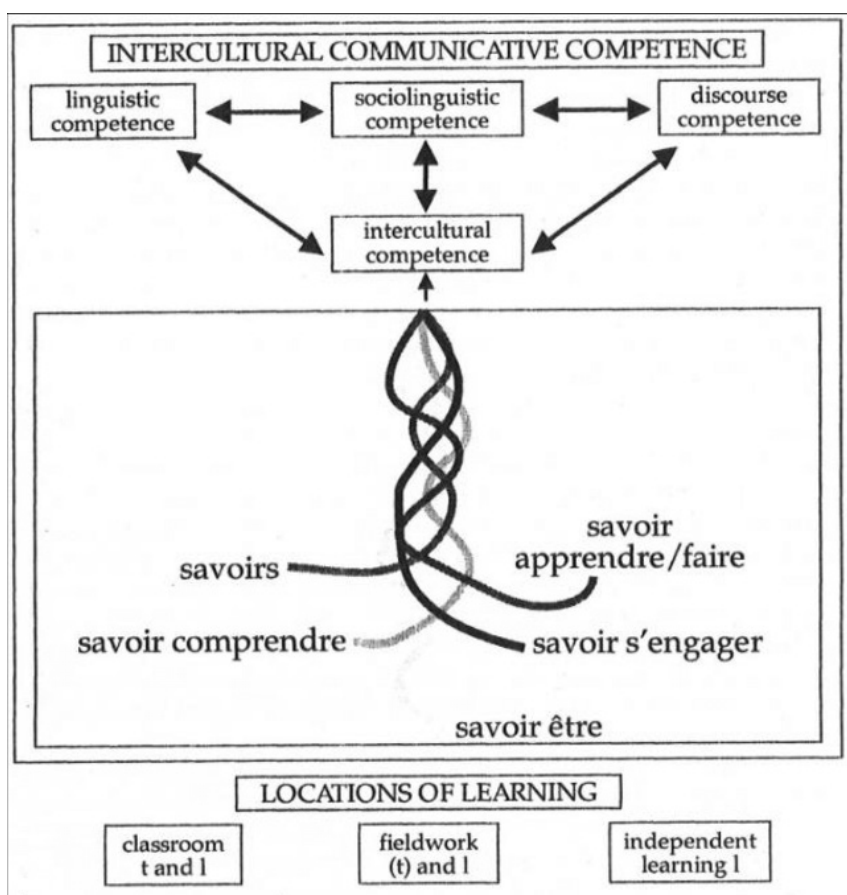 INTERCULTURAL COMMUNICATIVE COMPETENCE
linguistic
competence
sociolinguistic
competence
discourse
competence
intercultural
competence
savoir
apprendre/faire
savoirs
savoir comprendre
savoir s'engager
savoir être
LOCATIONS OF LEARNING
classroom
t and l
fieldwork
(t) and l
independent
learning l